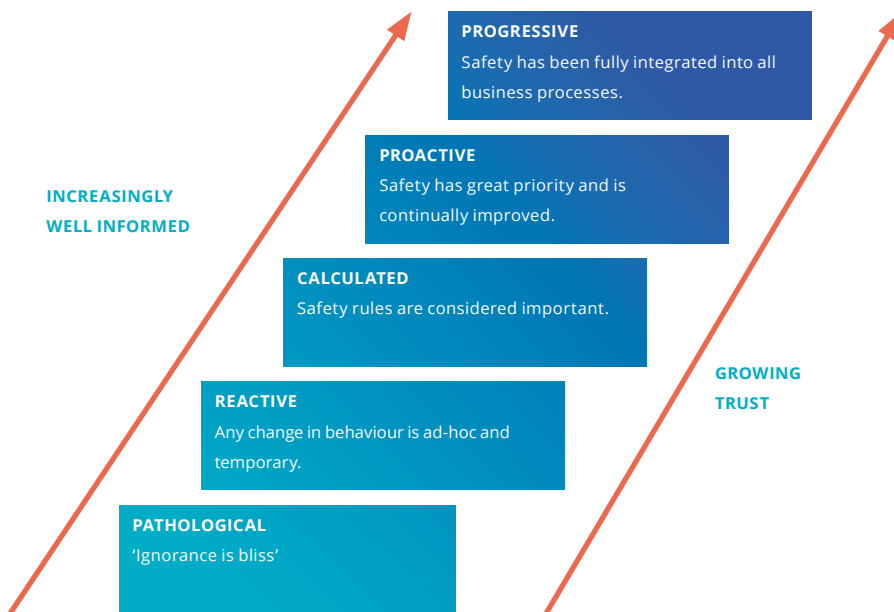 PROGRESSIVE
Safety has been fully integrated into all
business processes.
PROACTIVE
Safety has great priority and is
continually improved.
INCREASINGLY
WELL INFORMED
CALCULATED
Safety rules are considered important.
GROWING
TRUST
REACTIVE
Any change in behaviour is ad-hoc and
temporary.
PATHOLOGICAL
‘Ignorance is bliss’